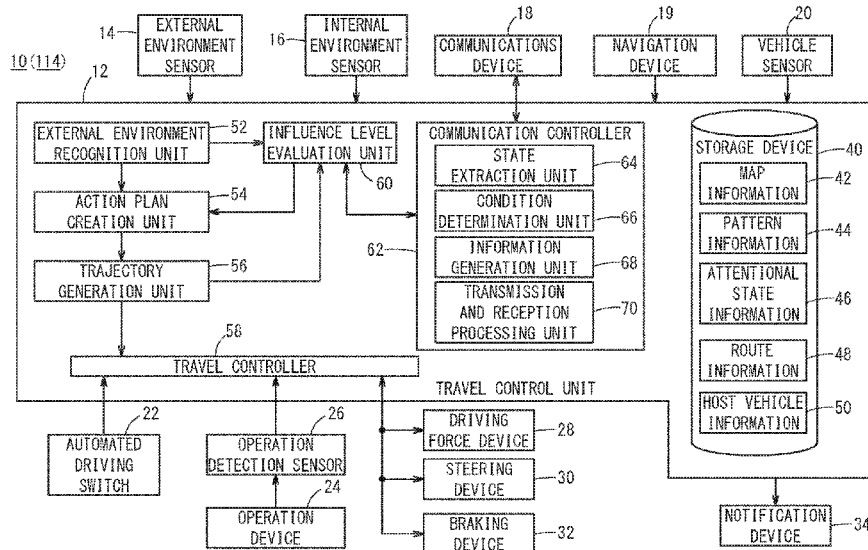 10(114)
14
EXTERNAL
ENVIRONMENT
SENSOR
16
INTERNAL
ENVIRONMENT
SENSOR
18
COMMUNICATIONS
DEVICE
19
NAVIGATION
DEVICE
20
VEHICLE
SENSOR
12
EXTERNAL ENVIRONMENT
RECOGNITION UNIT
52
INFLUENCE LEVEL
EVALUATION UNIT
60
ACTION PLAN
CREATION UNIT
54
TRAJECTORY
GENERATION UNIT
56
COMMUNICATION CONTROLLER
62
STATE
EXTRACTION UNIT
64
CONDITION
DETERMINATION UNIT
66
INFORMATION
GENERATION UNIT
68
TRANSMISSION
AND RECEPTION
PROCESSING UNIT
70
STORAGE DEVICE
40
MAP
INFORMATION
42
PATTERN
INFORMATION
44
ATTENTIONAL
STATE
INFORMATION
46
ROUTE
INFORMATION
48
HOST VEHICLE
INFORMATION
50
58
TRAVEL CONTROLLER
TRAVEL CONTROL UNIT
22
AUTOMATED
DRIVING
SWITCH
26
OPERATION
DETECTION SENSOR
24
OPERATION
DEVICE
DRIVING
FORCE DEVICE
28
STEERING
DEVICE
30
BRAKING
DEVICE
32
NOTIFICATION
DEVICE
34